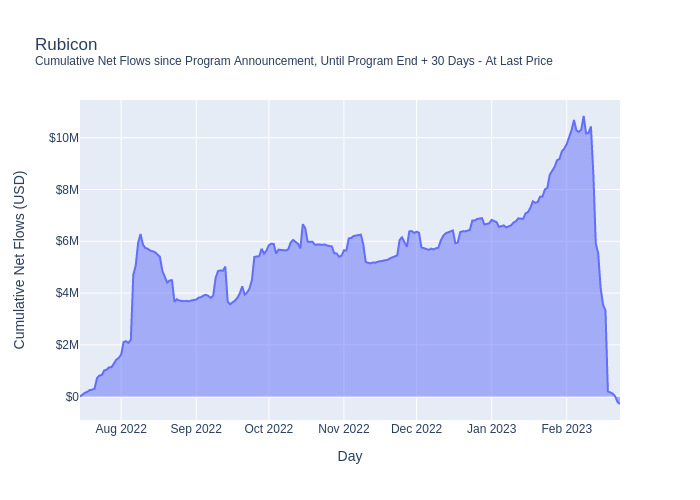 Rubicon
Cumulative Net Flows since Program Announcement, Until Program End + 30 Days - At Last Price
Cumulative Net Flows (USD)
$10M
$8M
$6M
$4M
$2M
$0
Aug 2022
Sep 2022
Oct 2022
Nov 2022
Dec 2022
Jan 2023
Feb 2023
Day